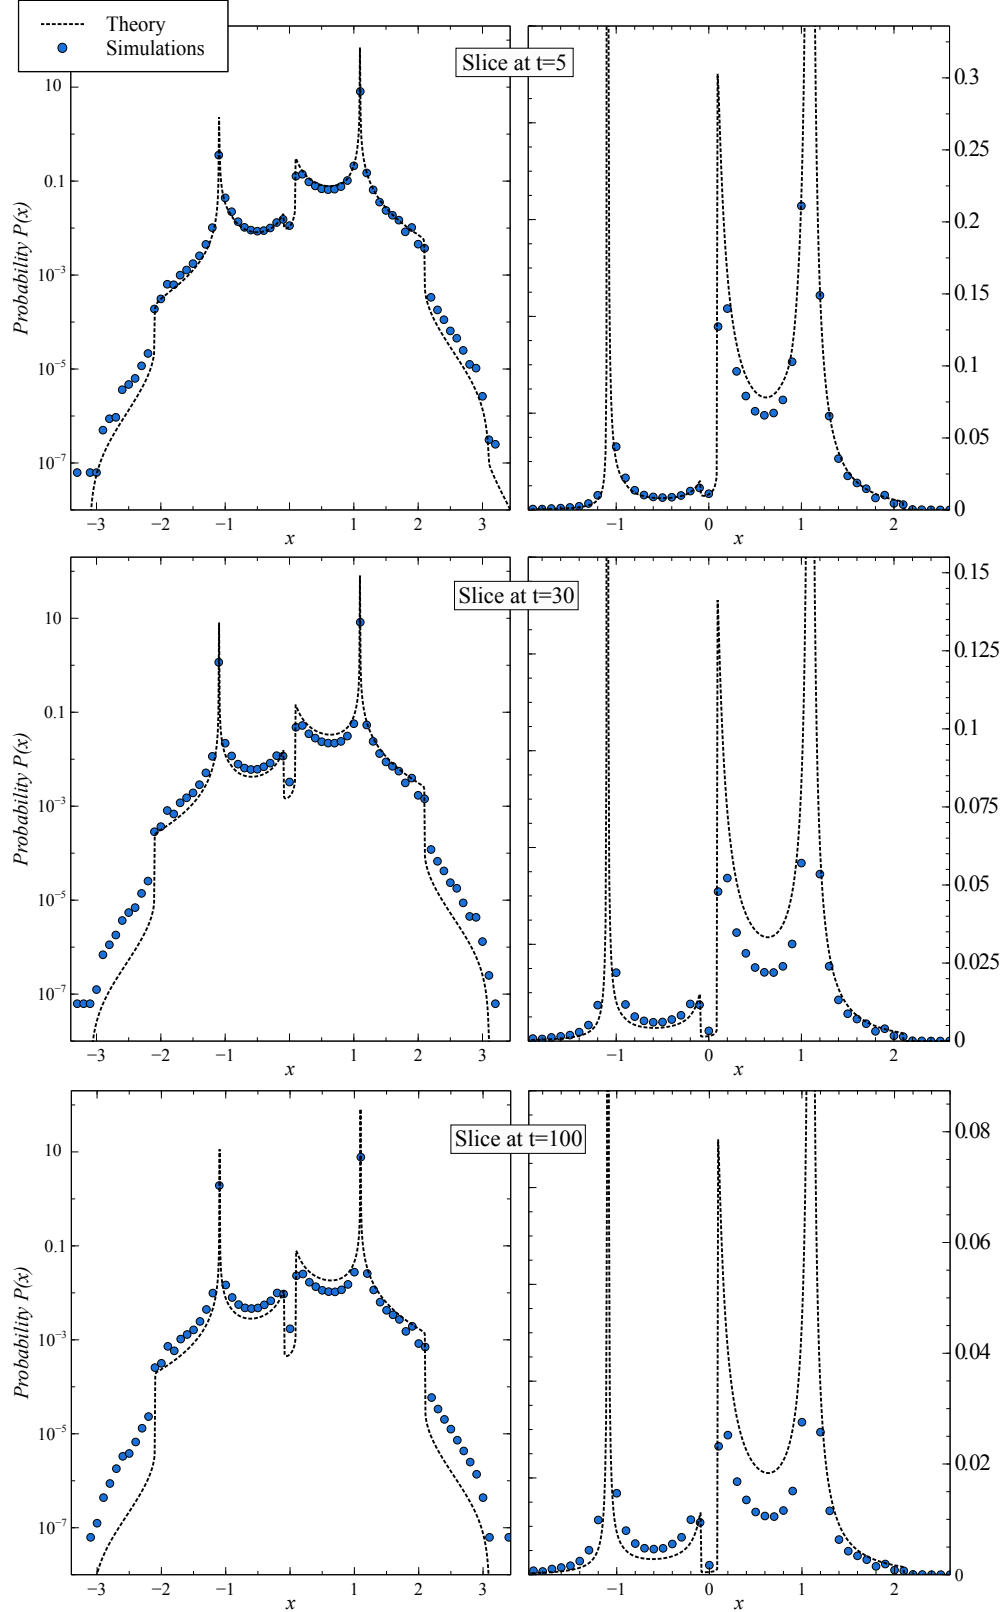 Theory
Simulations
Slice at t=5
10
0.1
10⁻³
10⁻⁵
10⁻⁷
Probability P(x)
−3 −2 −1 0 1 2 3
x
0.3
0.25
0.2
0.15
0.1
0.05
0
−1 0 1 2
x
Slice at t=30
10
0.1
10⁻³
10⁻⁵
10⁻⁷
Probability P(x)
−3 −2 −1 0 1 2 3
x
0.15
0.125
0.1
0.075
0.05
0.025
0
−1 0 1 2
x
Slice at t=100
10
0.1
10⁻³
10⁻⁵
10⁻⁷
Probability P(x)
−3 −2 −1 0 1 2 3
x
0.08
0.06
0.04
0.02
0
−1 0 1 2
x